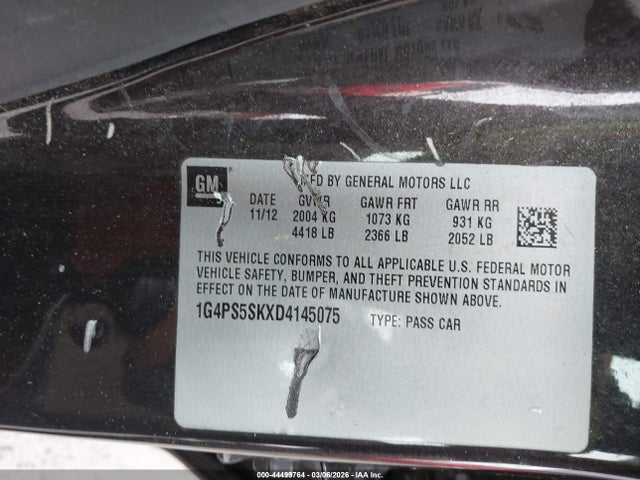 GM
MFD BY GENERAL MOTORS LLC
DATE GVWR GAWR FRT GAWR RR
11/12 2004 KG 1073 KG 931 KG
4418 LB 2366 LB 2052 LB
THIS VEHICLE CONFORMS TO ALL APPLICABLE U.S. FEDERAL MOTOR
VEHICLE SAFETY, BUMPER, AND THEFT PREVENTION STANDARDS IN
EFFECT ON THE DATE OF MANUFACTURE SHOWN ABOVE.
1G4PS5SKXD4145075 TYPE: PASS CAR
000-44499764 - 03/06/2026 - IAAI.COM